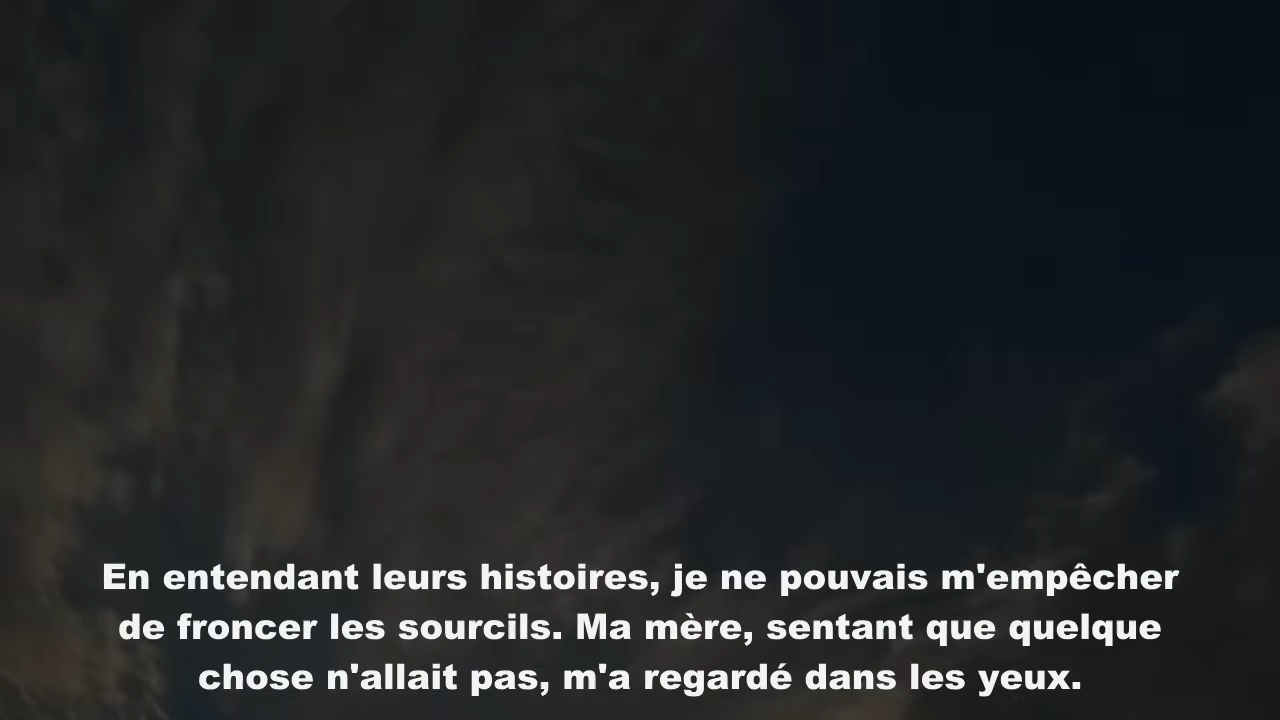 En entendant leurs histoires, je ne pouvais m'empêcher
de froncer les sourcils. Ma mère, sentant que quelque
chose n'allait pas, m'a regardé dans les yeux.